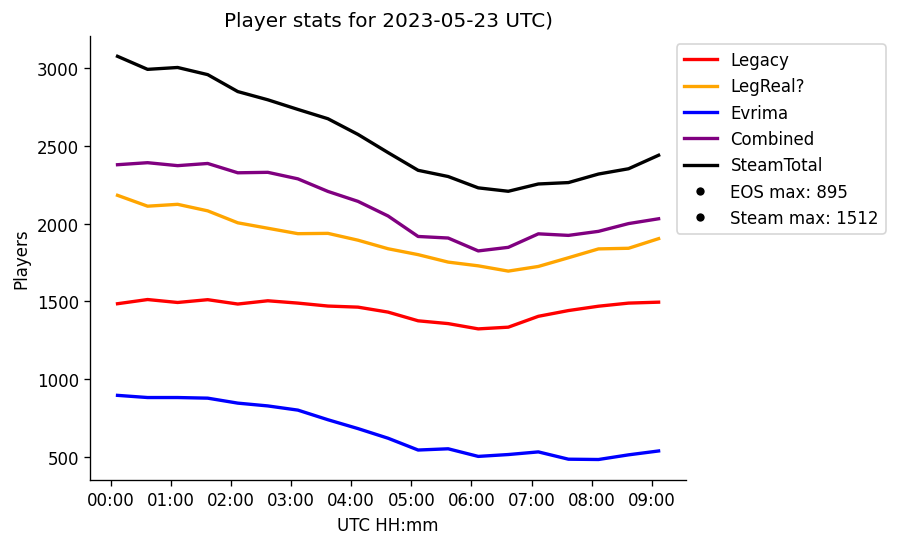 Player stats for 2023-05-23 UTC)
Legacy
LegReal?
Evrima
Combined
SteamTotal
EOS max: 895
Steam max: 1512
3000
2500
2000
1500
1000
500
Players
00:00 01:00 02:00 03:00 04:00 05:00 06:00 07:00 08:00 09:00
UTC HH:mm